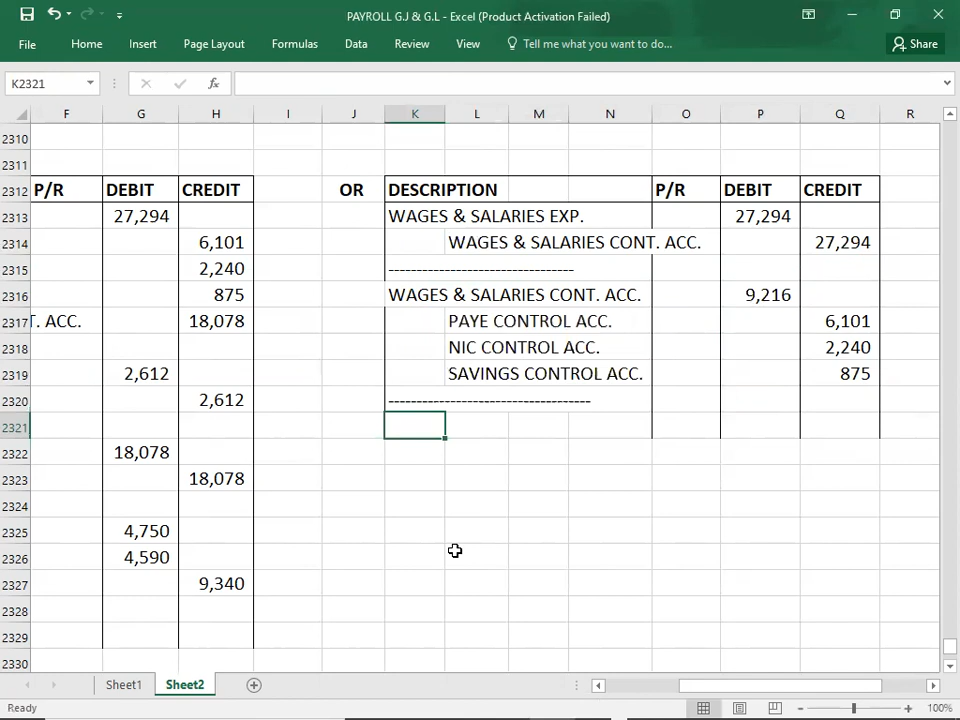 PAYROLL G.J & G.L - Excel (Product Activation Failed)
File Home Insert Page Layout Formulas Data Review View Tell me what you want to do... Share
K2321 fx
F G H I J K L M N O P Q R
2310
2311
2312 P/R DEBIT CREDIT OR DESCRIPTION P/R DEBIT CREDIT
2313 27,294 WAGES & SALARIES EXP. 27,294
2314 6,101 WAGES & SALARIES CONT. ACC. 27,294
2315 2,240 ----------------------------------
2316 875 WAGES & SALARIES CONT. ACC. 9,216
2317 T. ACC. 18,078 PAYE CONTROL ACC. 6,101
2318 NIC CONTROL ACC. 2,240
2319 2,612 SAVINGS CONTROL ACC. 875
2320 2,612 -------------------------------------
2321
2322 18,078
2323 18,078
2324
2325 4,750
2326 4,590
2327 9,340
2328
2329
2330
Sheet1 Sheet2
Ready 100%